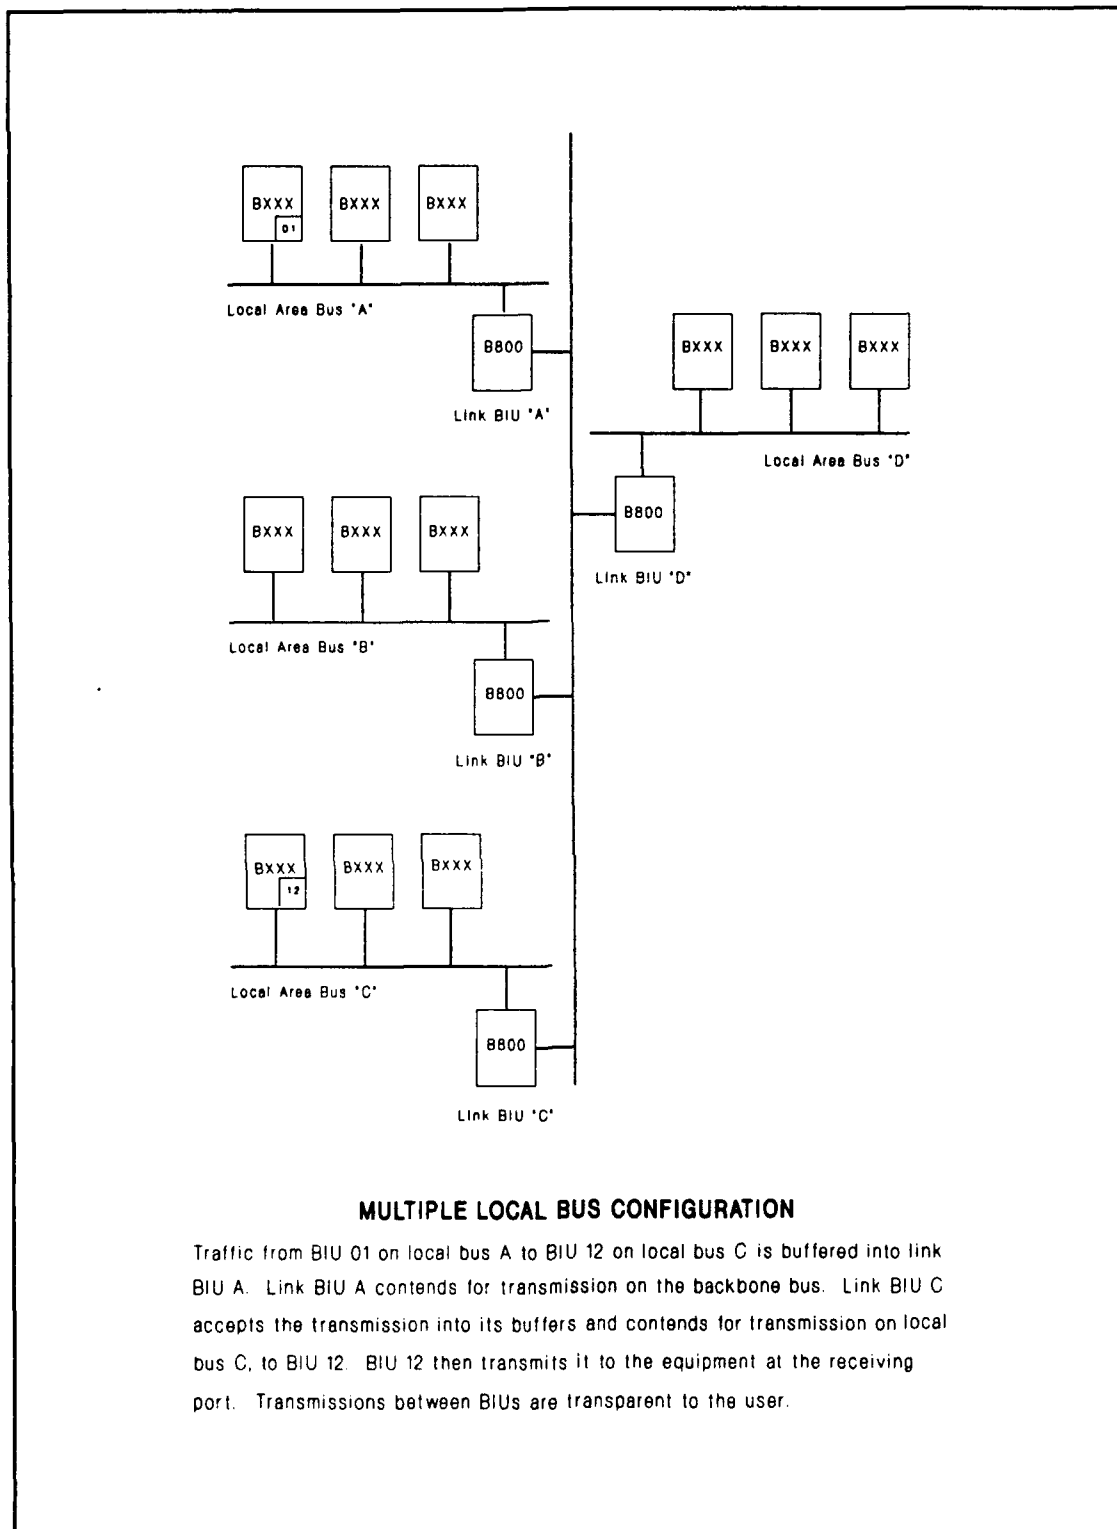 BXXX BXXX BXXX
01
Local Area Bus "A"
B800
Link BIU "A"
BXXX BXXX BXXX
Local Area Bus "D"
B800
Link BIU "D"
BXXX BXXX BXXX
Local Area Bus "B"
B800
Link BIU "B"
BXXX BXXX BXXX
12
Local Area Bus "C"
B800
Link BIU "C"
MULTIPLE LOCAL BUS CONFIGURATION
Traffic from BIU 01 on local bus A to BIU 12 on local bus C is buffered into link
BIU A. Link BIU A contends for transmission on the backbone bus. Link BIU C
accepts the transmission into its buffers and contends for transmission on local
bus C, to BIU 12. BIU 12 then transmits it to the equipment at the receiving
port. Transmissions between BIUs are transparent to the user.